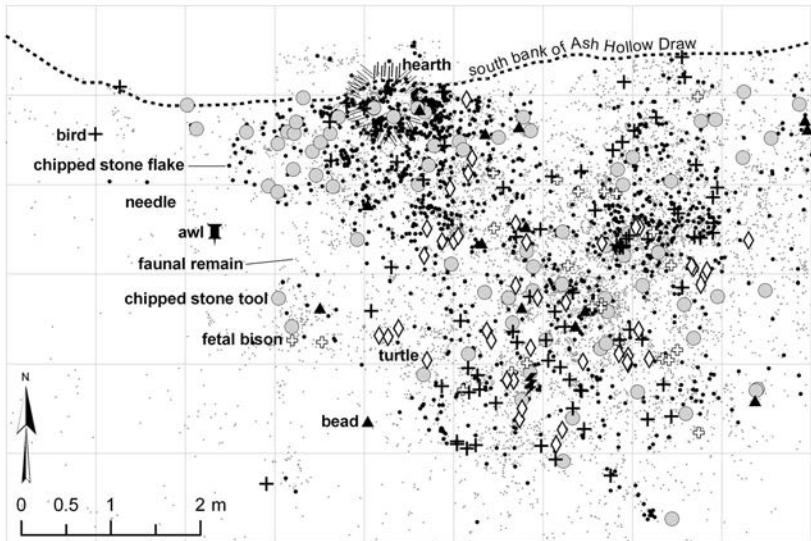 hearth
south bank of Ash Hollow Draw
bird
chipped stone flake
needle
awl
faunal remain
chipped stone tool
fetal bison
turtle
bead
N
0 0.5 1 2 m